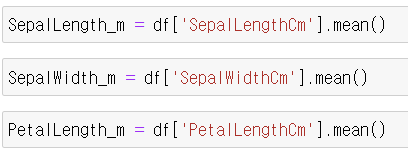 SepalLength_m = df['SepalLengthCm'].mean()
SepalWidth_m = df['SepalWidthCm'].mean()
PetalLength_m = df['PetalLengthCm'].mean()